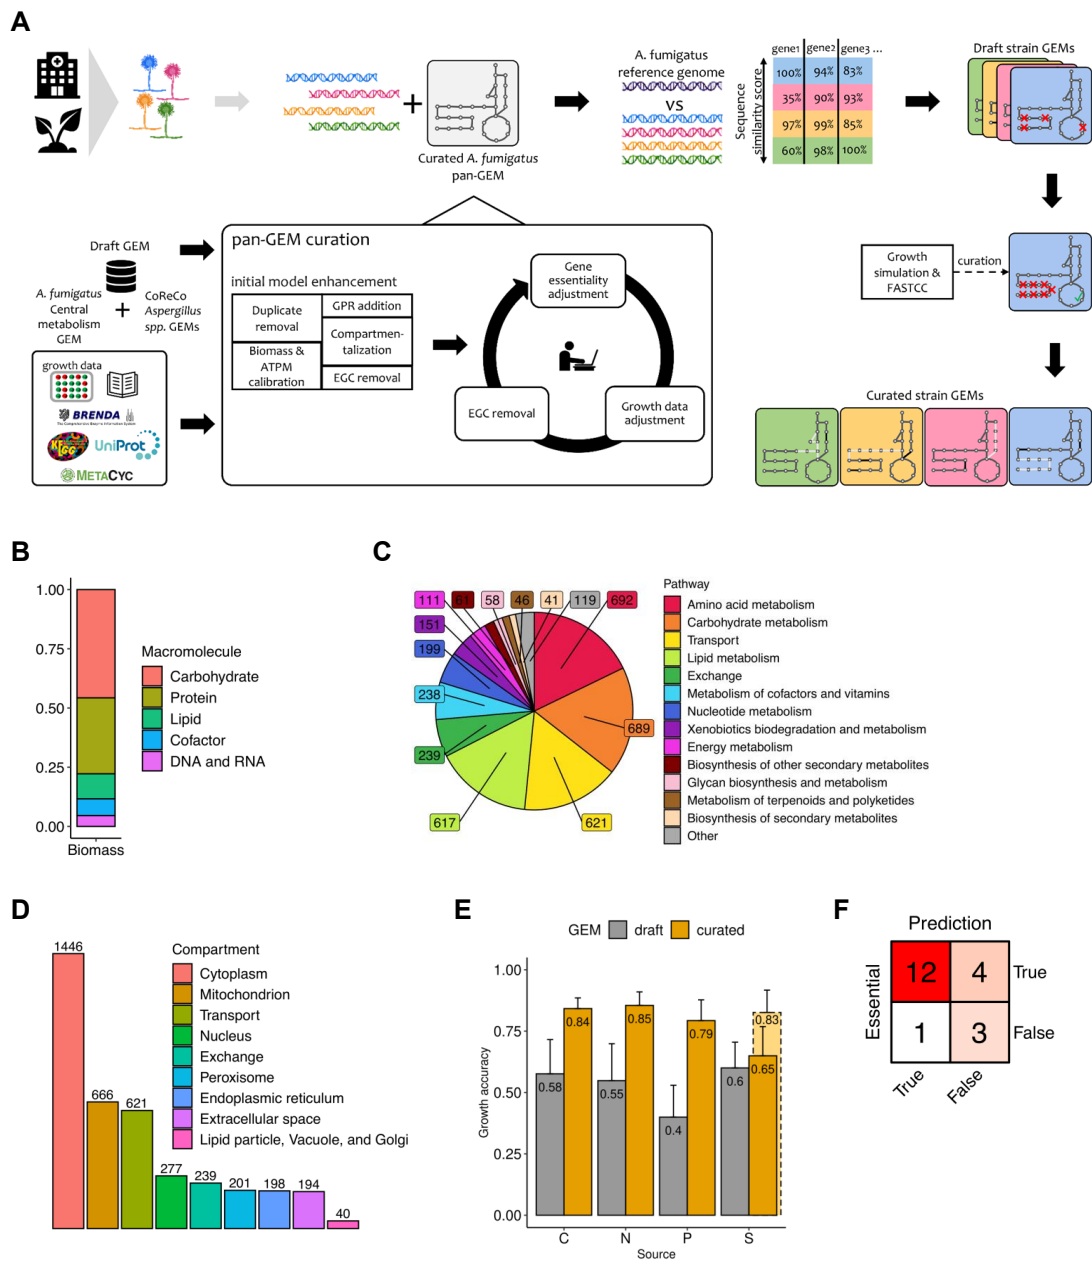 A
A. fumigatus
reference genome
VS
Sequence
similarity score
gene1 gene2 gene3 ...
100% 94% 83%
35% 90% 93%
97% 99% 85%
60% 98% 100%
Draft strain GEMs
+
Curated A. fumigatus
pan-GEM
Draft GEM
A. fumigatus
Central
metabolism
GEM
+
CoReCo
Aspergillus
spp. GEMs
growth data
BRENDA
The Comprehensive Enzyme Information System
KEGG
UniProt
METACYC
pan-GEM curation
initial model enhancement
Duplicate
removal
GPR addition
Compartmen-
talization
Biomass &
ATPM
calibration
EGC removal
Gene
essentiality
adjustment
EGC removal
Growth data
adjustment
Growth
simulation &
FASTCC
curation
Curated strain GEMs
B
1.00
0.75
0.50
0.25
0.00
Biomass
Macromolecule
Carbohydrate
Protein
Lipid
Cofactor
DNA and RNA
C
111 61 58 46 41 119 692
151
199
238
239
617
621
689
Pathway
Amino acid metabolism
Carbohydrate metabolism
Transport
Lipid metabolism
Exchange
Metabolism of cofactors and vitamins
Nucleotide metabolism
Xenobiotics biodegradation and metabolism
Energy metabolism
Biosynthesis of other secondary metabolites
Glycan biosynthesis and metabolism
Metabolism of terpenoids and polyketides
Biosynthesis of secondary metabolites
Other
D
1446
666
621
277
239
201
198
194
40
Compartment
Cytoplasm
Mitochondrion
Transport
Nucleus
Exchange
Peroxisome
Endoplasmic reticulum
Extracellular space
Lipid particle, Vacuole, and Golgi
E
GEM draft curated
Growth accuracy
1.00
0.75
0.50
0.25
0.00
0.58
0.84
0.55
0.85
0.4
0.79
0.6
0.65
0.83
C N P S
Source
F
Prediction
Essential
12 4 True
1 3 False
True False